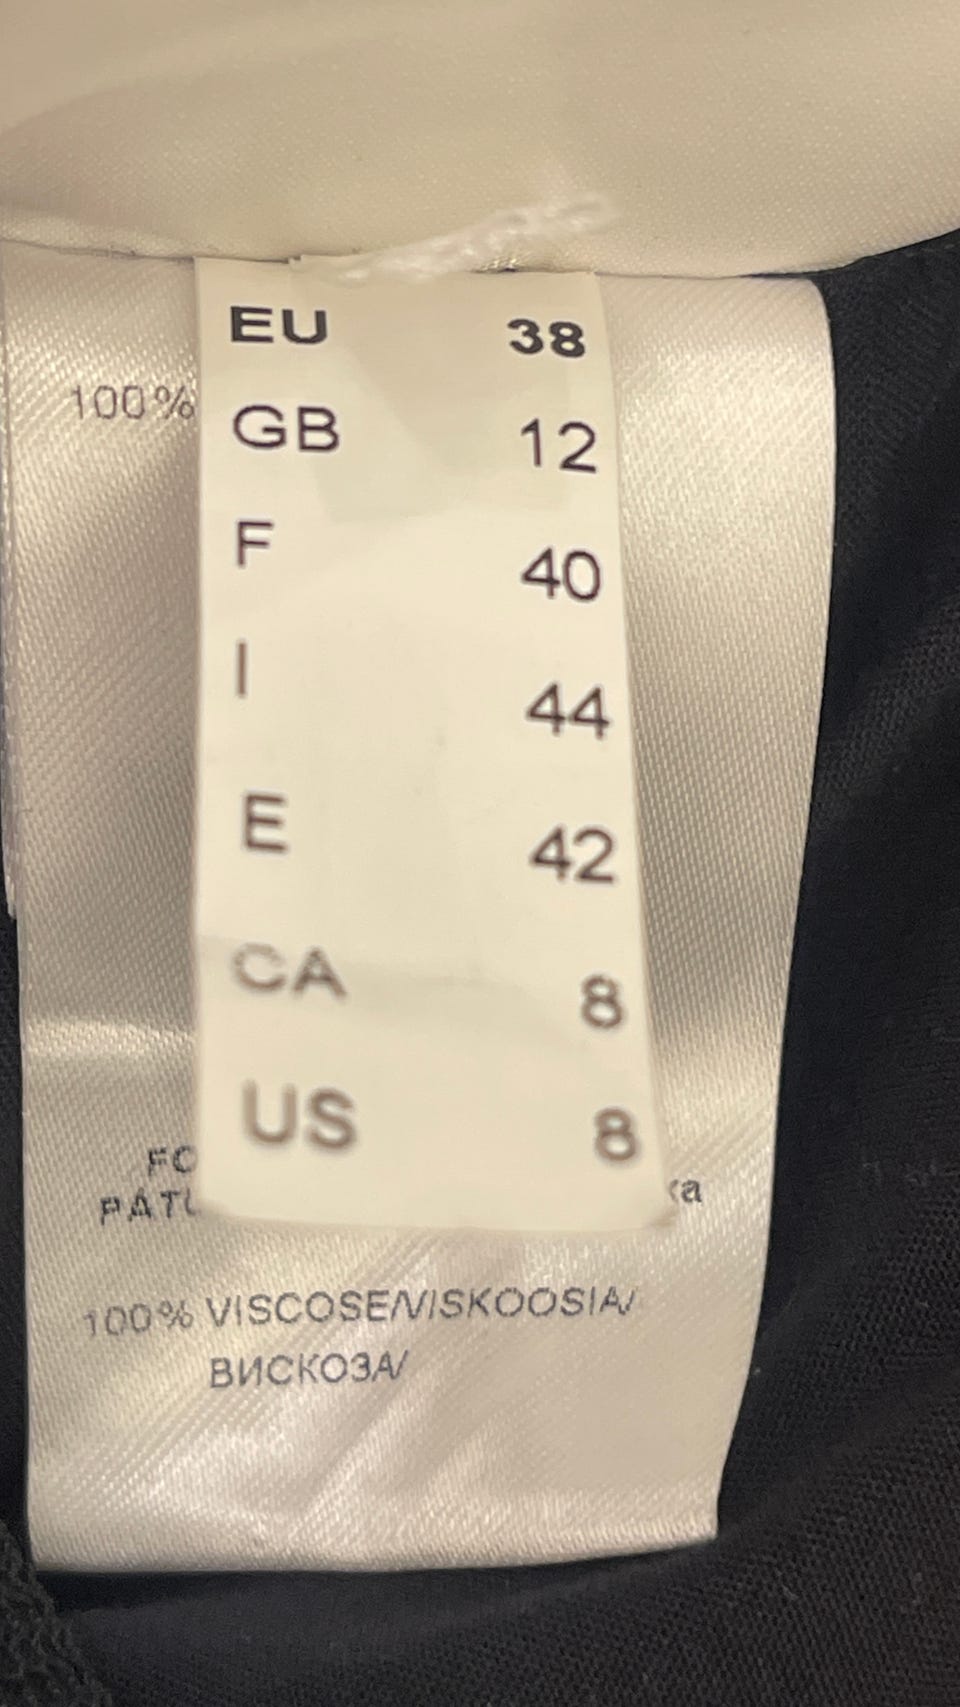 EU 38
100%
GB 12
F 40
I 44
E 42
CA 8
US 8
100% VISCOSE/VISKOOSIA/
ВИСКОЗА/